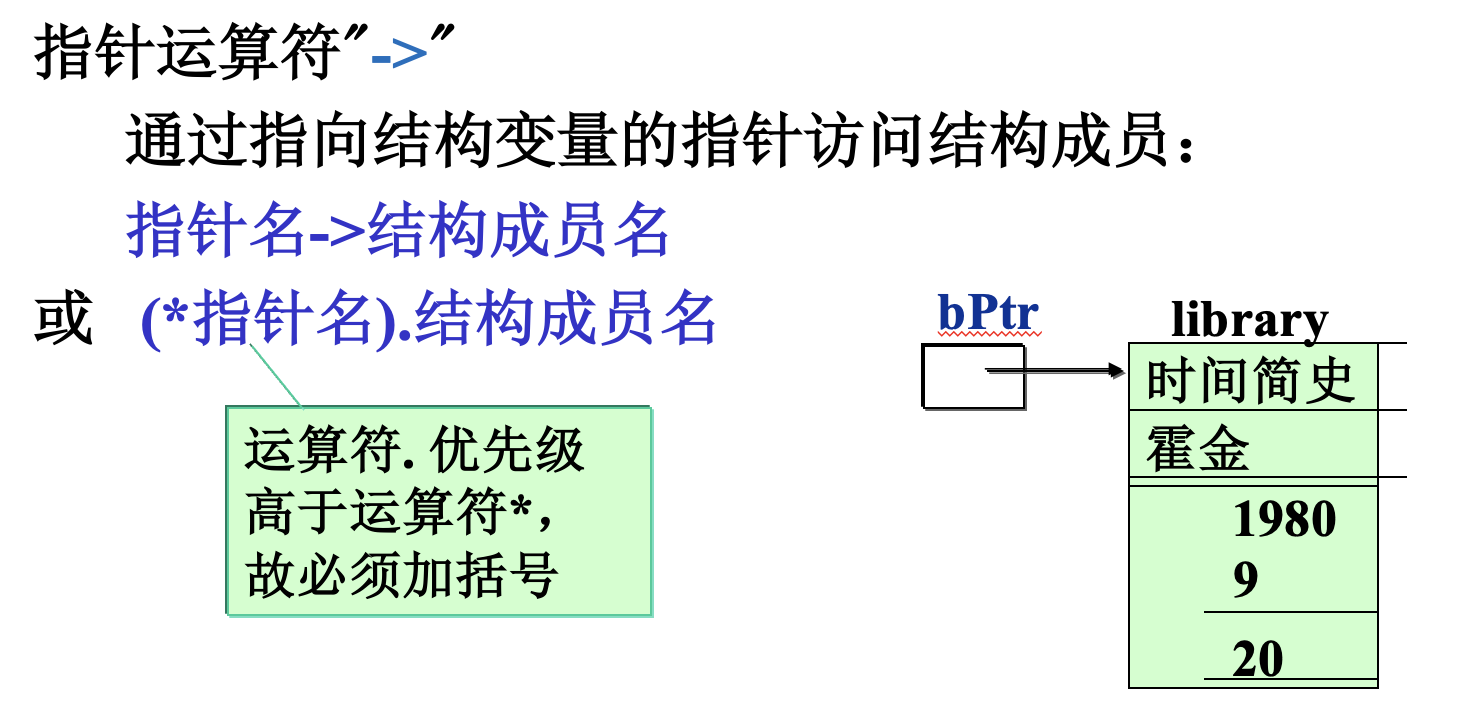 指针运算符"->"
通过指向结构变量的指针访问结构成员：
指针名->结构成员名
或 (*指针名).结构成员名
运算符. 优先级
高于运算符*，
故必须加括号
bPtr
library
时间简史
霍金
1980
9
20